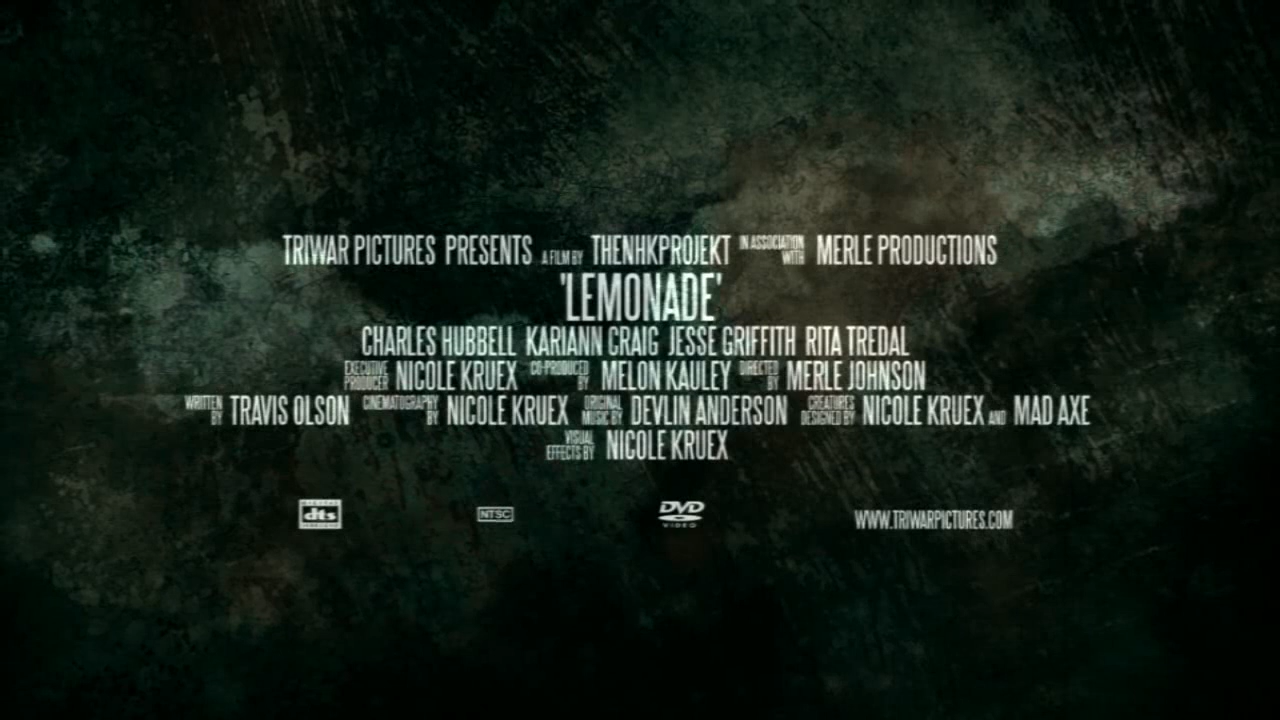 TRIWAR PICTURES PRESENTS A FILM BY THENHKPROJEKT IN ASSOCIATION WITH MERLE PRODUCTIONS
'LEMONADE'
CHARLES HUBBELL KARIANN CRAIG JESSE GRIFFITH RITA TREDAL
EXECUTIVE PRODUCER NICOLE KRUEX CO-PRODUCED BY MELON KAULEY DIRECTED BY MERLE JOHNSON
WRITTEN BY TRAVIS OLSON CINEMATOGRAPHY BY NICOLE KRUEX ORIGINAL MUSIC BY DEVLIN ANDERSON CREATURES DESIGNED BY NICOLE KRUEX AND MAD AXE
VISUAL EFFECTS BY NICOLE KRUEX
dts NTSC DVD VIDEO WWW.TRIWARPICTURES.COM